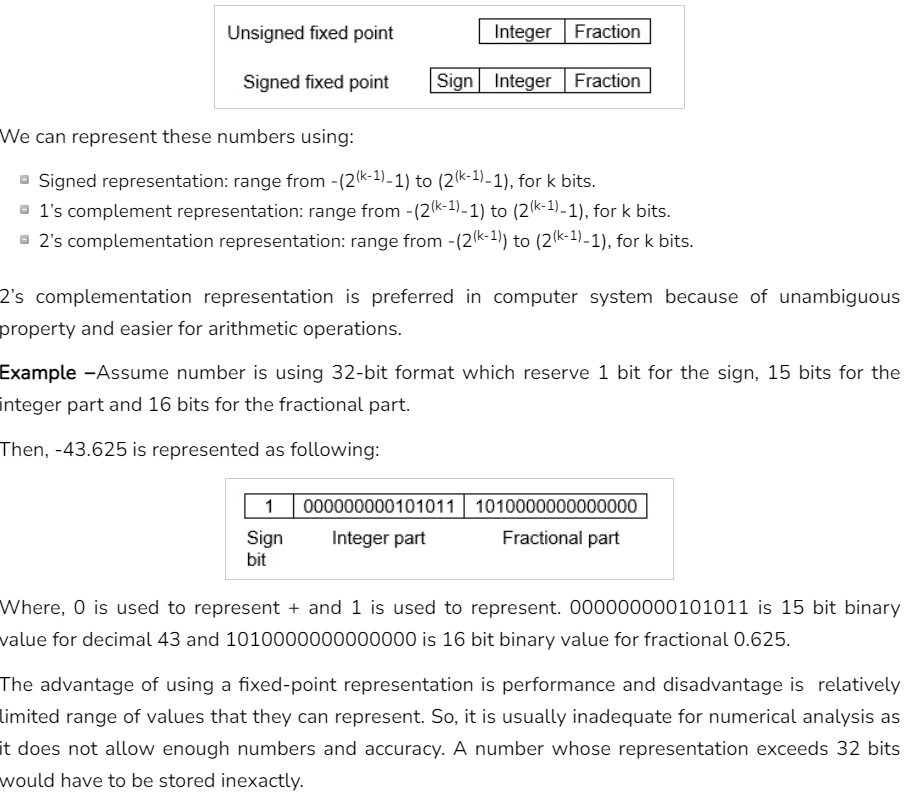 Unsigned fixed point Integer Fraction
Signed fixed point Sign Integer Fraction
We can represent these numbers using:
Signed representation: range from -(2^(k-1)-1) to (2^(k-1)-1), for k bits.
1's complement representation: range from -(2^(k-1)-1) to (2^(k-1)-1), for k bits.
2's complementation representation: range from -(2^(k-1)) to (2^(k-1)-1), for k bits.
2's complementation representation is preferred in computer system because of unambiguous
property and easier for arithmetic operations.
Example –Assume number is using 32-bit format which reserve 1 bit for the sign, 15 bits for the
integer part and 16 bits for the fractional part.
Then, -43.625 is represented as following:
1 000000000101011 1010000000000000
Sign Integer part Fractional part
bit
Where, 0 is used to represent + and 1 is used to represent. 000000000101011 is 15 bit binary
value for decimal 43 and 1010000000000000 is 16 bit binary value for fractional 0.625.
The advantage of using a fixed-point representation is performance and disadvantage is relatively
limited range of values that they can represent. So, it is usually inadequate for numerical analysis as
it does not allow enough numbers and accuracy. A number whose representation exceeds 32 bits
would have to be stored inexactly.